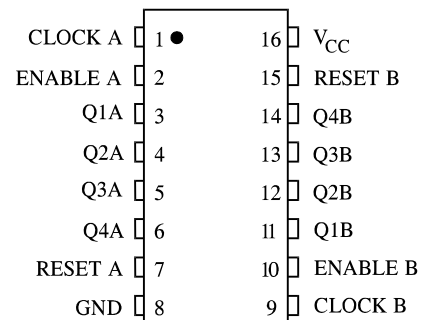 CLOCK A 1 16 VCC
ENABLE A 2 15 RESET B
Q1A 3 14 Q4B
Q2A 4 13 Q3B
Q3A 5 12 Q2B
Q4A 6 11 Q1B
RESET A 7 10 ENABLE B
GND 8 9 CLOCK B